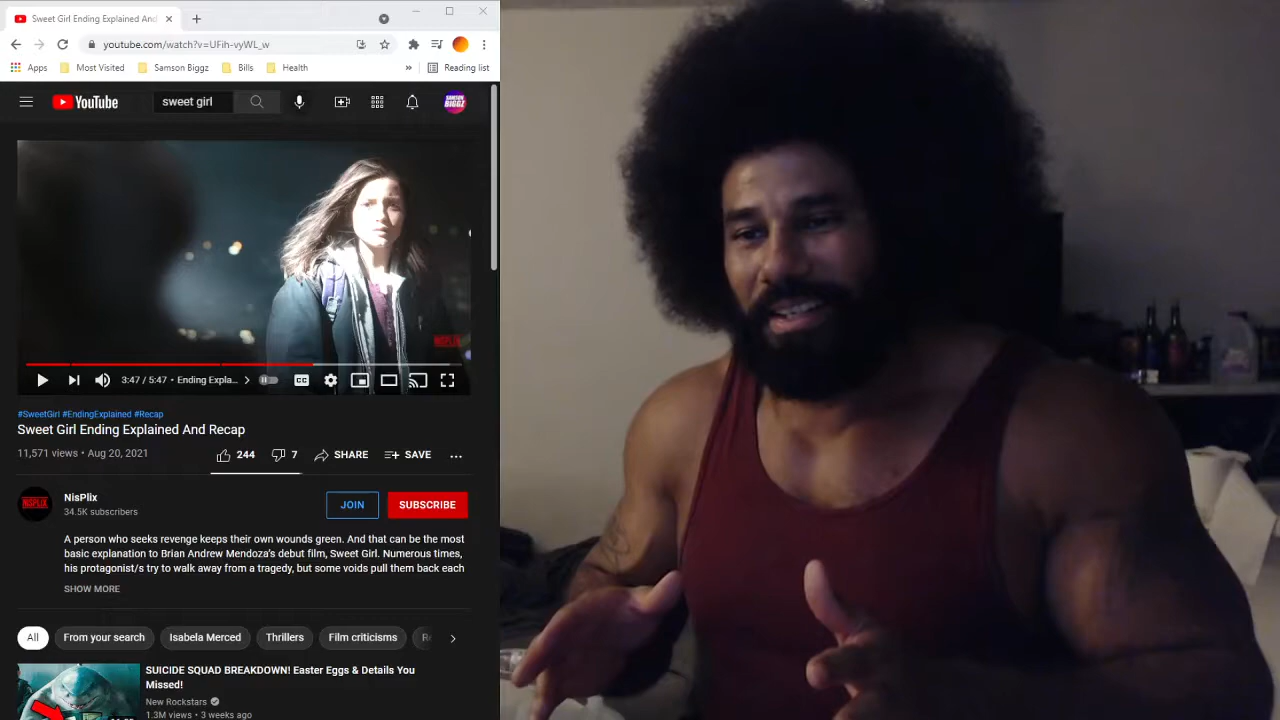 Sweet Girl Ending Explained And
youtube.com/watch?v=UFih-vyWL_w
Apps
Most Visited
Samson Biggz
Bills
Health
»
Reading list
YouTube
sweet girl
SAMSON
BIGGZ
NISPLIX
3:47 / 5:47 • Ending Expla...
CC
#SweetGirl #EndingExplained #Recap
Sweet Girl Ending Explained And Recap
11,571 views • Aug 20, 2021
244
7
SHARE
SAVE
NISPLIX
NisPlix
34.5K subscribers
JOIN
SUBSCRIBE
A person who seeks revenge keeps their own wounds green. And that can be the most
basic explanation to Brian Andrew Mendoza's debut film, Sweet Girl. Numerous times,
his protagonist/s try to walk away from a tragedy, but some voids pull them back each
SHOW MORE
All
From your search
Isabela Merced
Thrillers
Film criticisms
SUICIDE SQUAD BREAKDOWN! Easter Eggs & Details You
Missed!
New Rockstars
1.3M views • 3 weeks ago